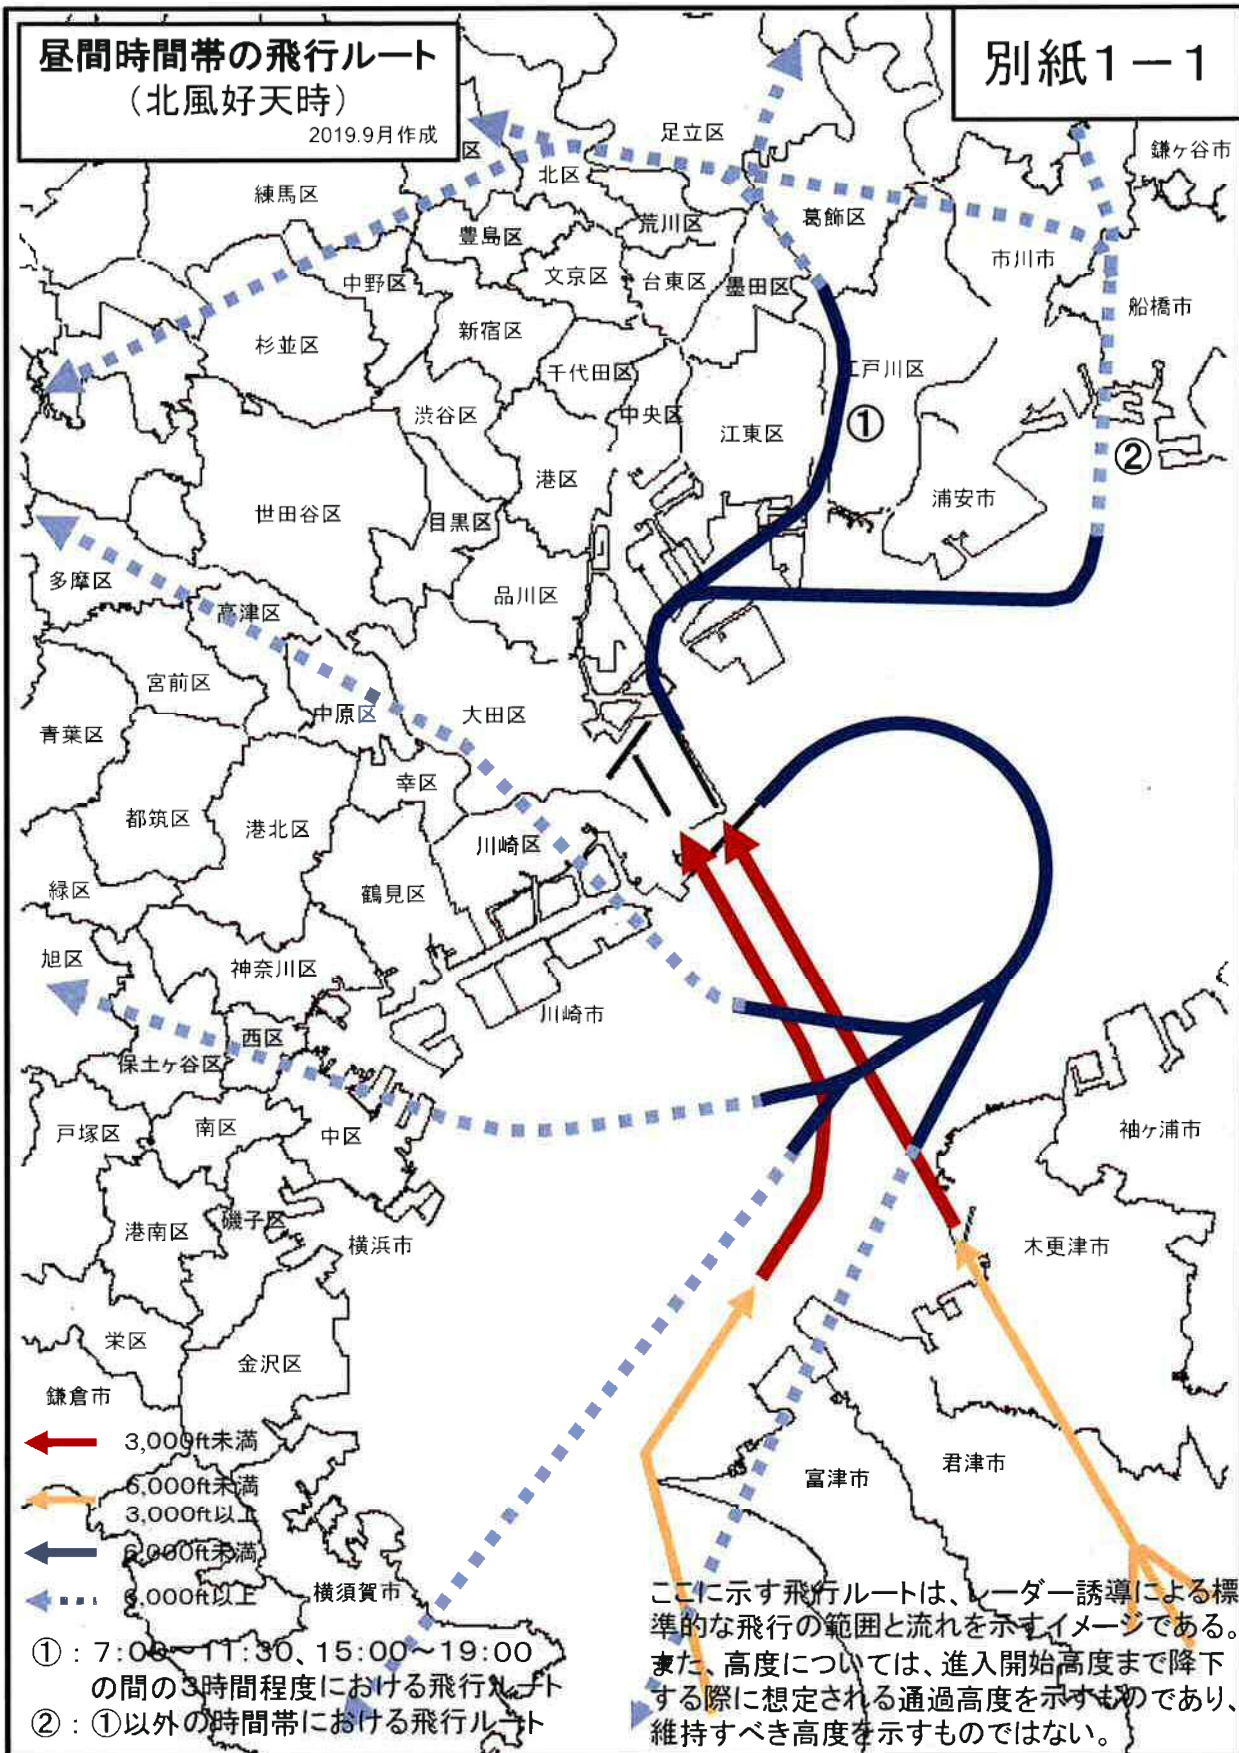 昼間時間帯の飛行ルート
（北風好天時）
2019.9月作成
別紙1－1
足立区
鎌ヶ谷市
区
北区
練馬区
荒川区
葛飾区
豊島区
市川市
文京区
台東区
墨田区
中野区
船橋市
新宿区
杉並区
千代田区
江戸川区
渋谷区
中央区
江東区
①
②
港区
浦安市
世田谷区
目黒区
多摩区
品川区
高津区
宮前区
中原区
大田区
青葉区
幸区
都筑区
港北区
川崎区
緑区
鶴見区
旭区
神奈川区
川崎市
西区
保土ヶ谷区
戸塚区
南区
中区
袖ヶ浦市
港南区
磯子区
横浜市
木更津市
栄区
金沢区
鎌倉市
君津市
富津市
横須賀市
3,000ft未満
6,000ft未満
3,000ft以上
6,000ft未満
6,000ft以上
①：7:00～11:30、15:00～19:00
の間の3時間程度における飛行ルート
②：①以外の時間帯における飛行ルート
ここに示す飛行ルートは、レーダー誘導による標
準的な飛行の範囲と流れを示すイメージである。
また、高度については、進入開始高度まで降下
する際に想定される通過高度を示すものであり、
維持すべき高度を示すものではない。